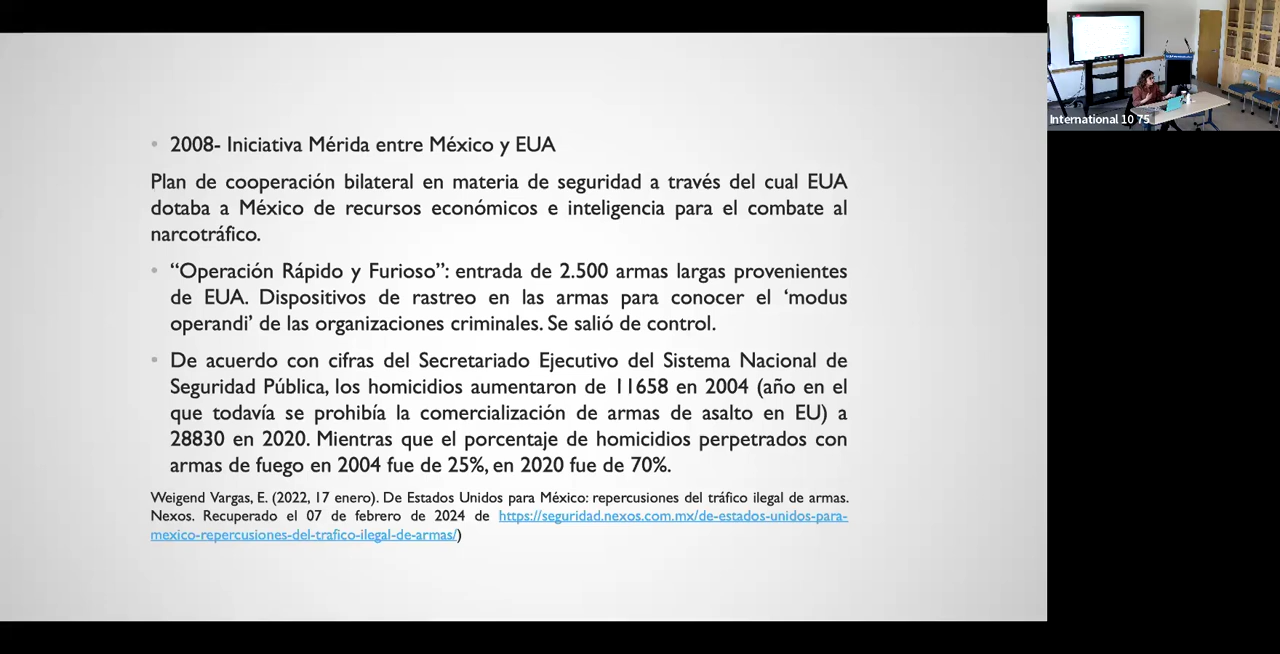 2008- Iniciativa Mérida entre México y EUA
Plan de cooperación bilateral en materia de seguridad a través del cual EUA
dotaba a México de recursos económicos e inteligencia para el combate al
narcotráfico.
“Operación Rápido y Furioso”: entrada de 2.500 armas largas provenientes
de EUA. Dispositivos de rastreo en las armas para conocer el ‘modus
operandi’ de las organizaciones criminales. Se salió de control.
De acuerdo con cifras del Secretariado Ejecutivo del Sistema Nacional de
Seguridad Pública, los homicidios aumentaron de 11658 en 2004 (año en el
que todavía se prohibía la comercialización de armas de asalto en EU) a
28830 en 2020. Mientras que el porcentaje de homicidios perpetrados con
armas de fuego en 2004 fue de 25%, en 2020 fue de 70%.
Weigend Vargas, E. (2022, 17 enero). De Estados Unidos para México: repercusiones del tráfico ilegal de armas.
Nexos. Recuperado el 07 de febrero de 2024 de https://seguridad.nexos.com.mx/de-estados-unidos-para-
mexico-repercusiones-del-trafico-ilegal-de-armas/)
International 10 75